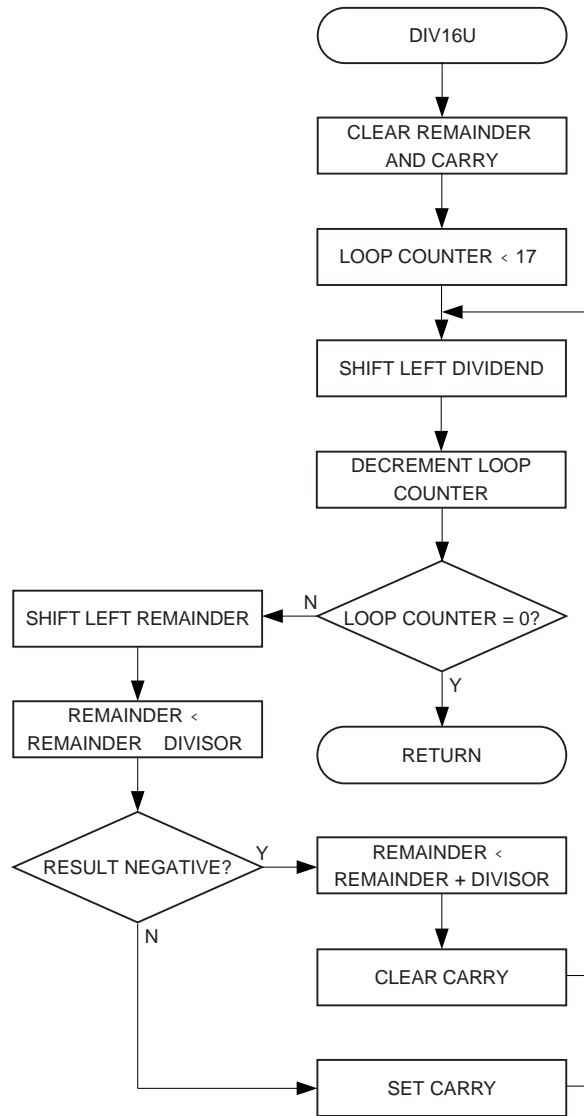 DIV16U
CLEAR REMAINDER
AND CARRY
LOOP COUNTER < 17
SHIFT LEFT DIVIDEND
DECREMENT LOOP
COUNTER
LOOP COUNTER = 0?
N
Y
SHIFT LEFT REMAINDER
REMAINDER <
REMAINDER DIVISOR
RETURN
RESULT NEGATIVE?
Y
N
REMAINDER <
REMAINDER + DIVISOR
CLEAR CARRY
SET CARRY